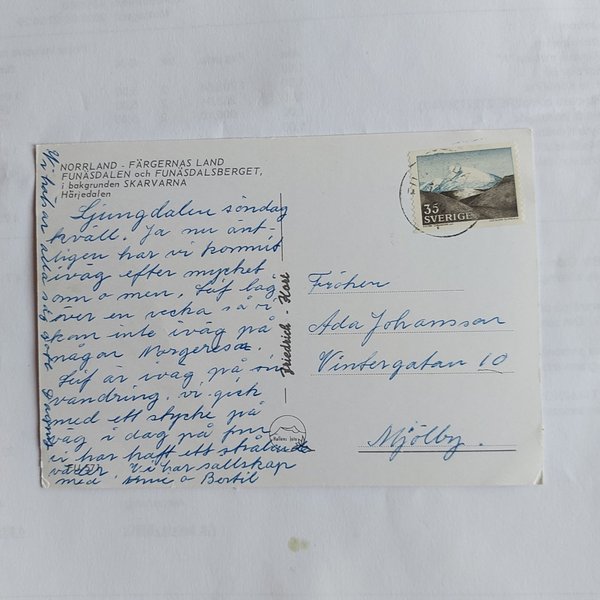 NORRLAND - FÄRGERNAS LAND
FUNÄSDALEN och FUNÄSDALSBERGET,
i bakgrunden SKARVARNA
Härjedalen
Ljungdalen söndag
kväll. Ja nu änt-
ligen har vi kommit
iväg efter mycket
om o men,
över en vecka så vi
kan inte iväg på
någon Norgeresa.
är iväg på sin
vandring, vi gick
med ett stycke på
väg i dag på
vi har haft ett strålande
väder Vi har sällskap
med o Bertil
Vi
Friedrich - Karl
35
SVERIGE
Fröken
Ada Johansson
Vintergatan 10
Mjölby.